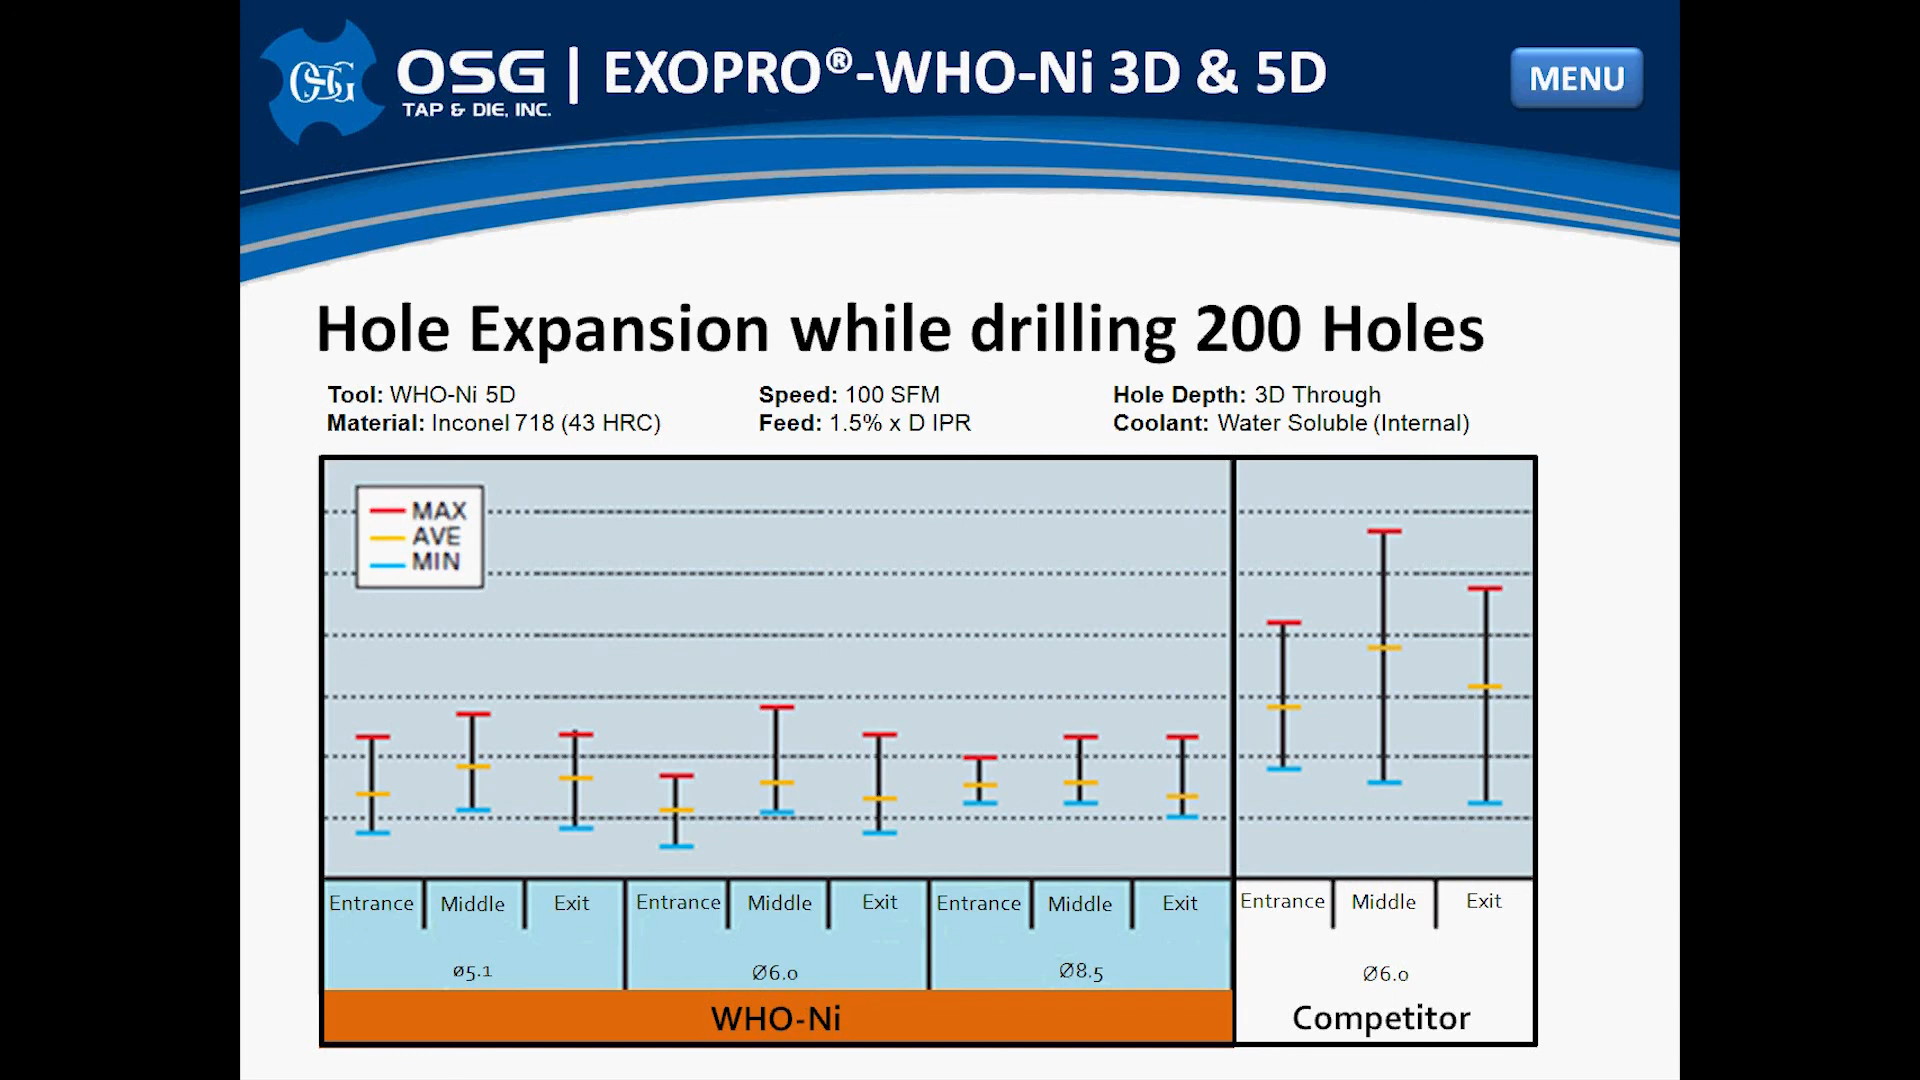 OSG
OSG | EXOPRO®-WHO-Ni 3D & 5D
TAP & DIE, INC.
MENU
Hole Expansion while drilling 200 Holes
Tool: WHO-Ni 5D
Material: Inconel 718 (43 HRC)
Speed: 100 SFM
Feed: 1.5% x D IPR
Hole Depth: 3D Through
Coolant: Water Soluble (Internal)
MAX
AVE
MIN
Entrance Middle Exit Entrance Middle Exit Entrance Middle Exit Entrance Middle Exit
ø5.1 Ø6.0 Ø8.5 Ø6.0
WHO-Ni Competitor